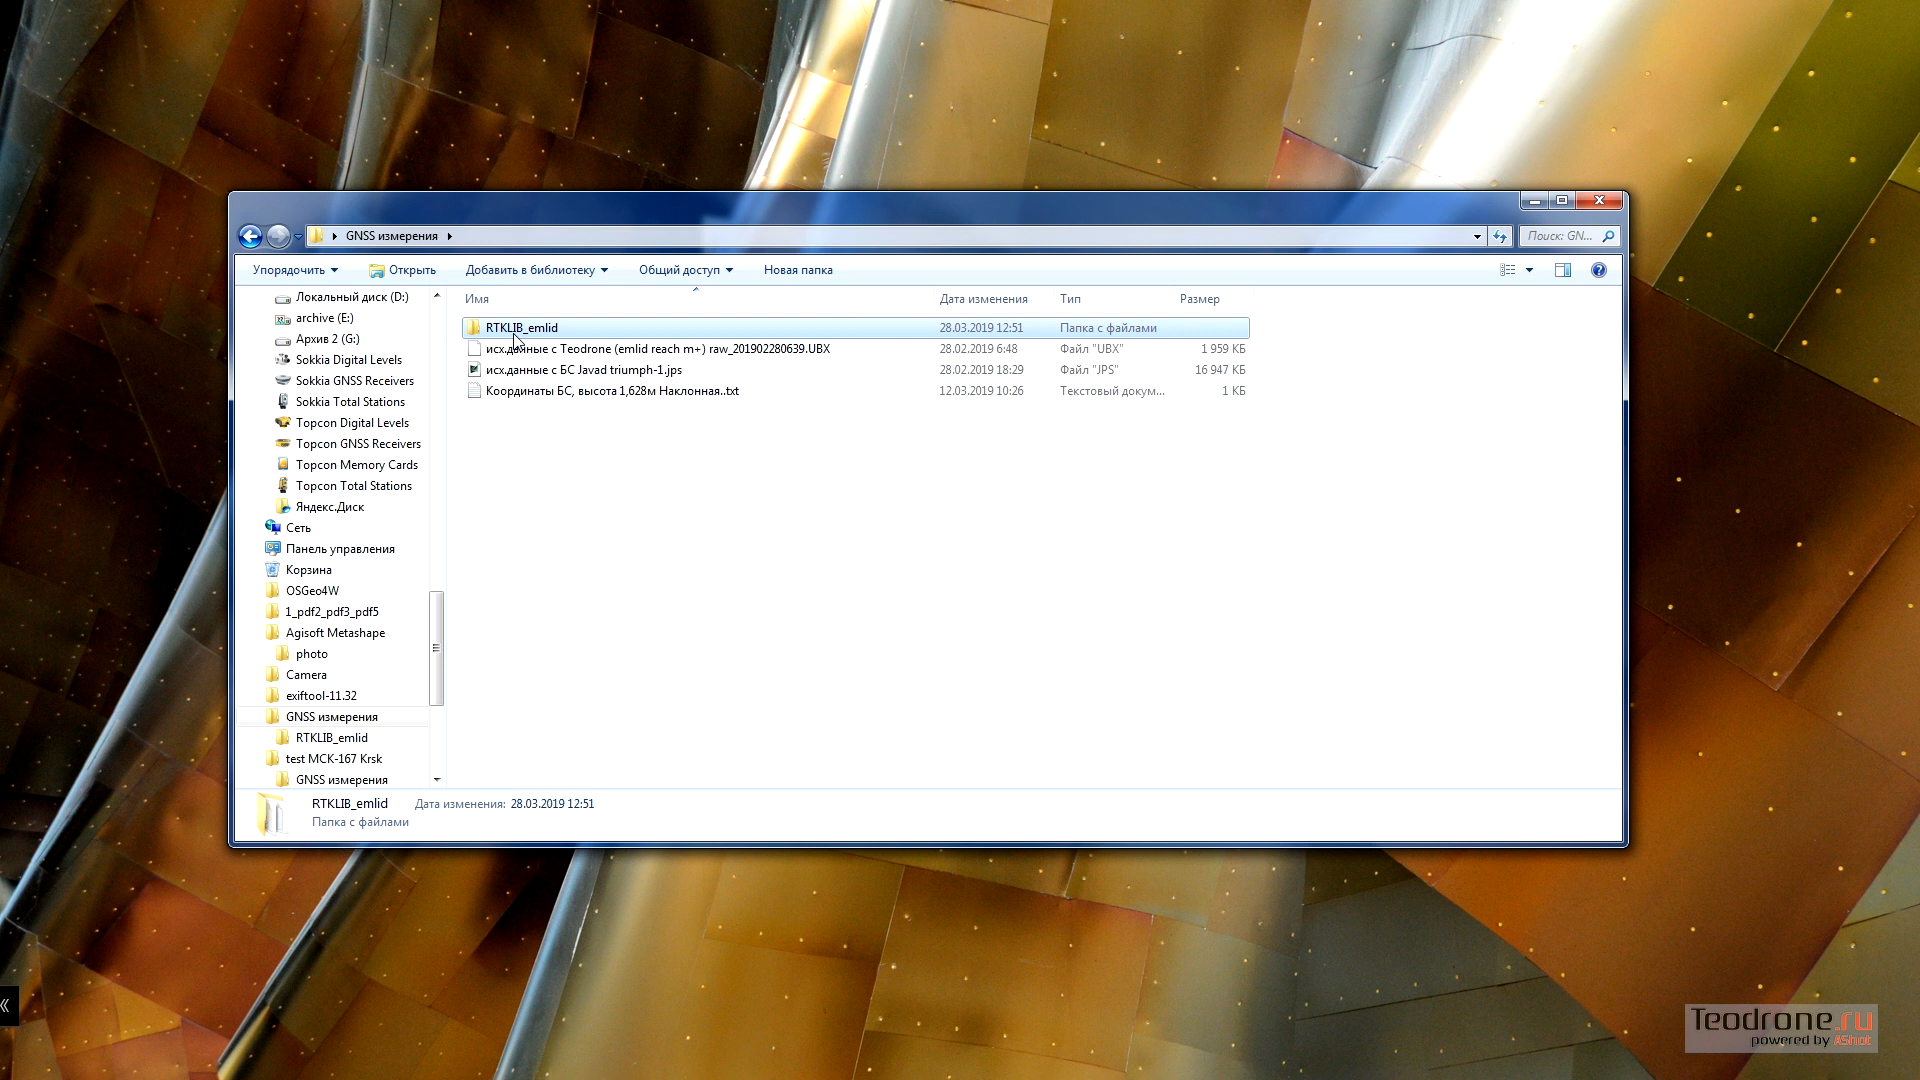 GNSS измерения
Поиск: GN...
Упорядочить
Открыть
Добавить в библиотеку
Общий доступ
Новая папка
Имя
Дата изменения
Тип
Размер
RTKLIB_emlid 28.03.2019 12:51 Папка с файлами
исх.данные с Teodrone (emlid reach m+) raw_201902280639.UBX 28.02.2019 6:48 Файл "UBX" 1 959 КБ
исх.данные с БС Javad triumph-1.jps 28.02.2019 18:29 Файл "JPS" 16 947 КБ
Координаты БС, высота 1,628м Наклонная..txt 12.03.2019 10:26 Текстовый докум... 1 КБ
Локальный диск (D:)
archive (E:)
Архив 2 (G:)
Sokkia Digital Levels
Sokkia GNSS Receivers
Sokkia Total Stations
Topcon Digital Levels
Topcon GNSS Receivers
Topcon Memory Cards
Topcon Total Stations
Яндекс.Диск
Сеть
Панель управления
Корзина
OSGeo4W
1_pdf2_pdf3_pdf5
Agisoft Metashape
photo
Camera
exiftool-11.32
GNSS измерения
RTKLIB_emlid
test МСК-167 Krsk
GNSS измерения
RTKLIB_emlid Дата изменения: 28.03.2019 12:51
Папка с файлами
Teodrone.ru
powered by AShot